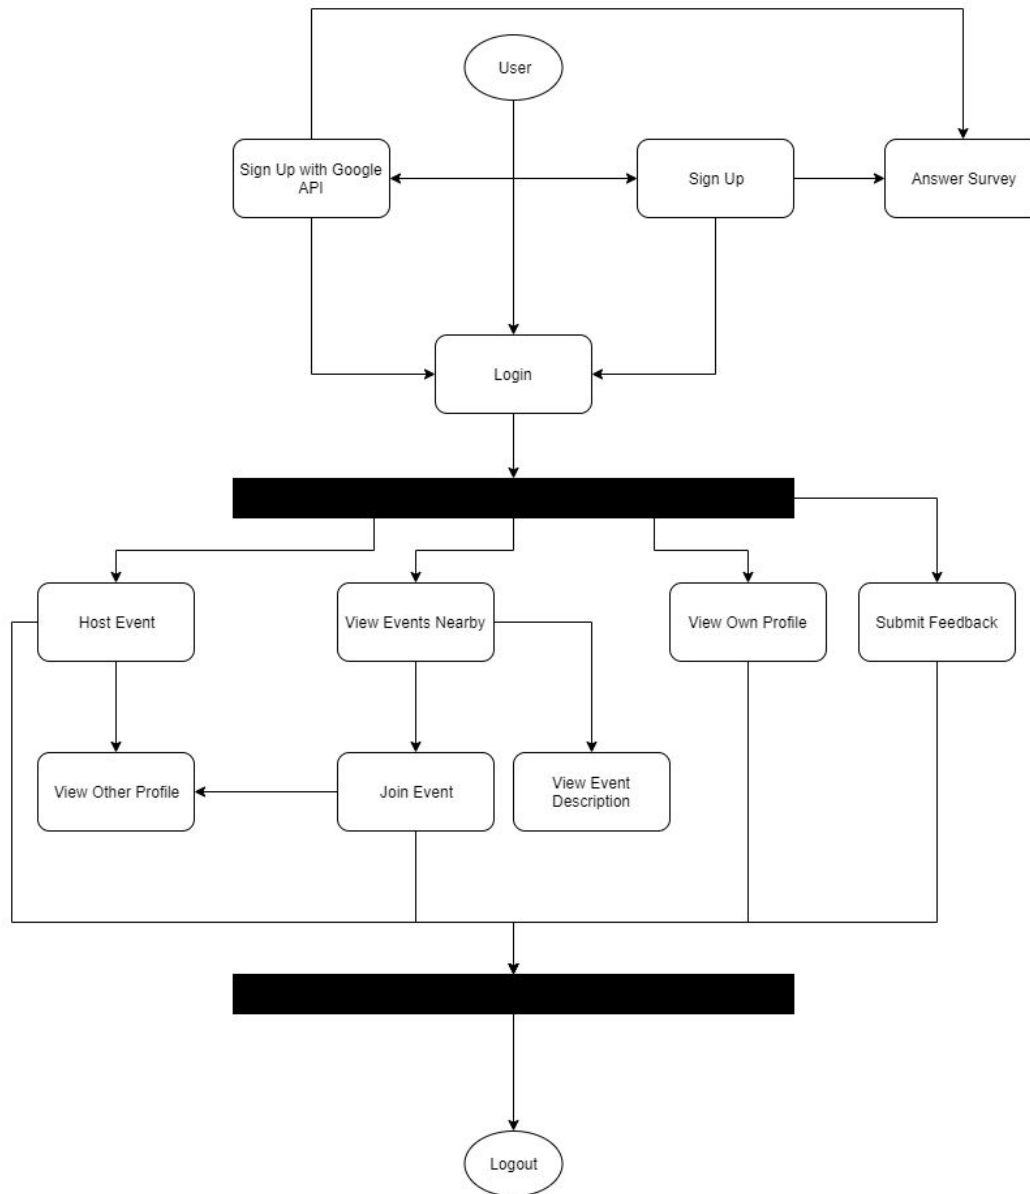 User
Sign Up with Google
API
Sign Up
Answer Survey
Login
Host Event
View Events Nearby
View Own Profile
Submit Feedback
View Other Profile
Join Event
View Event
Description
Logout